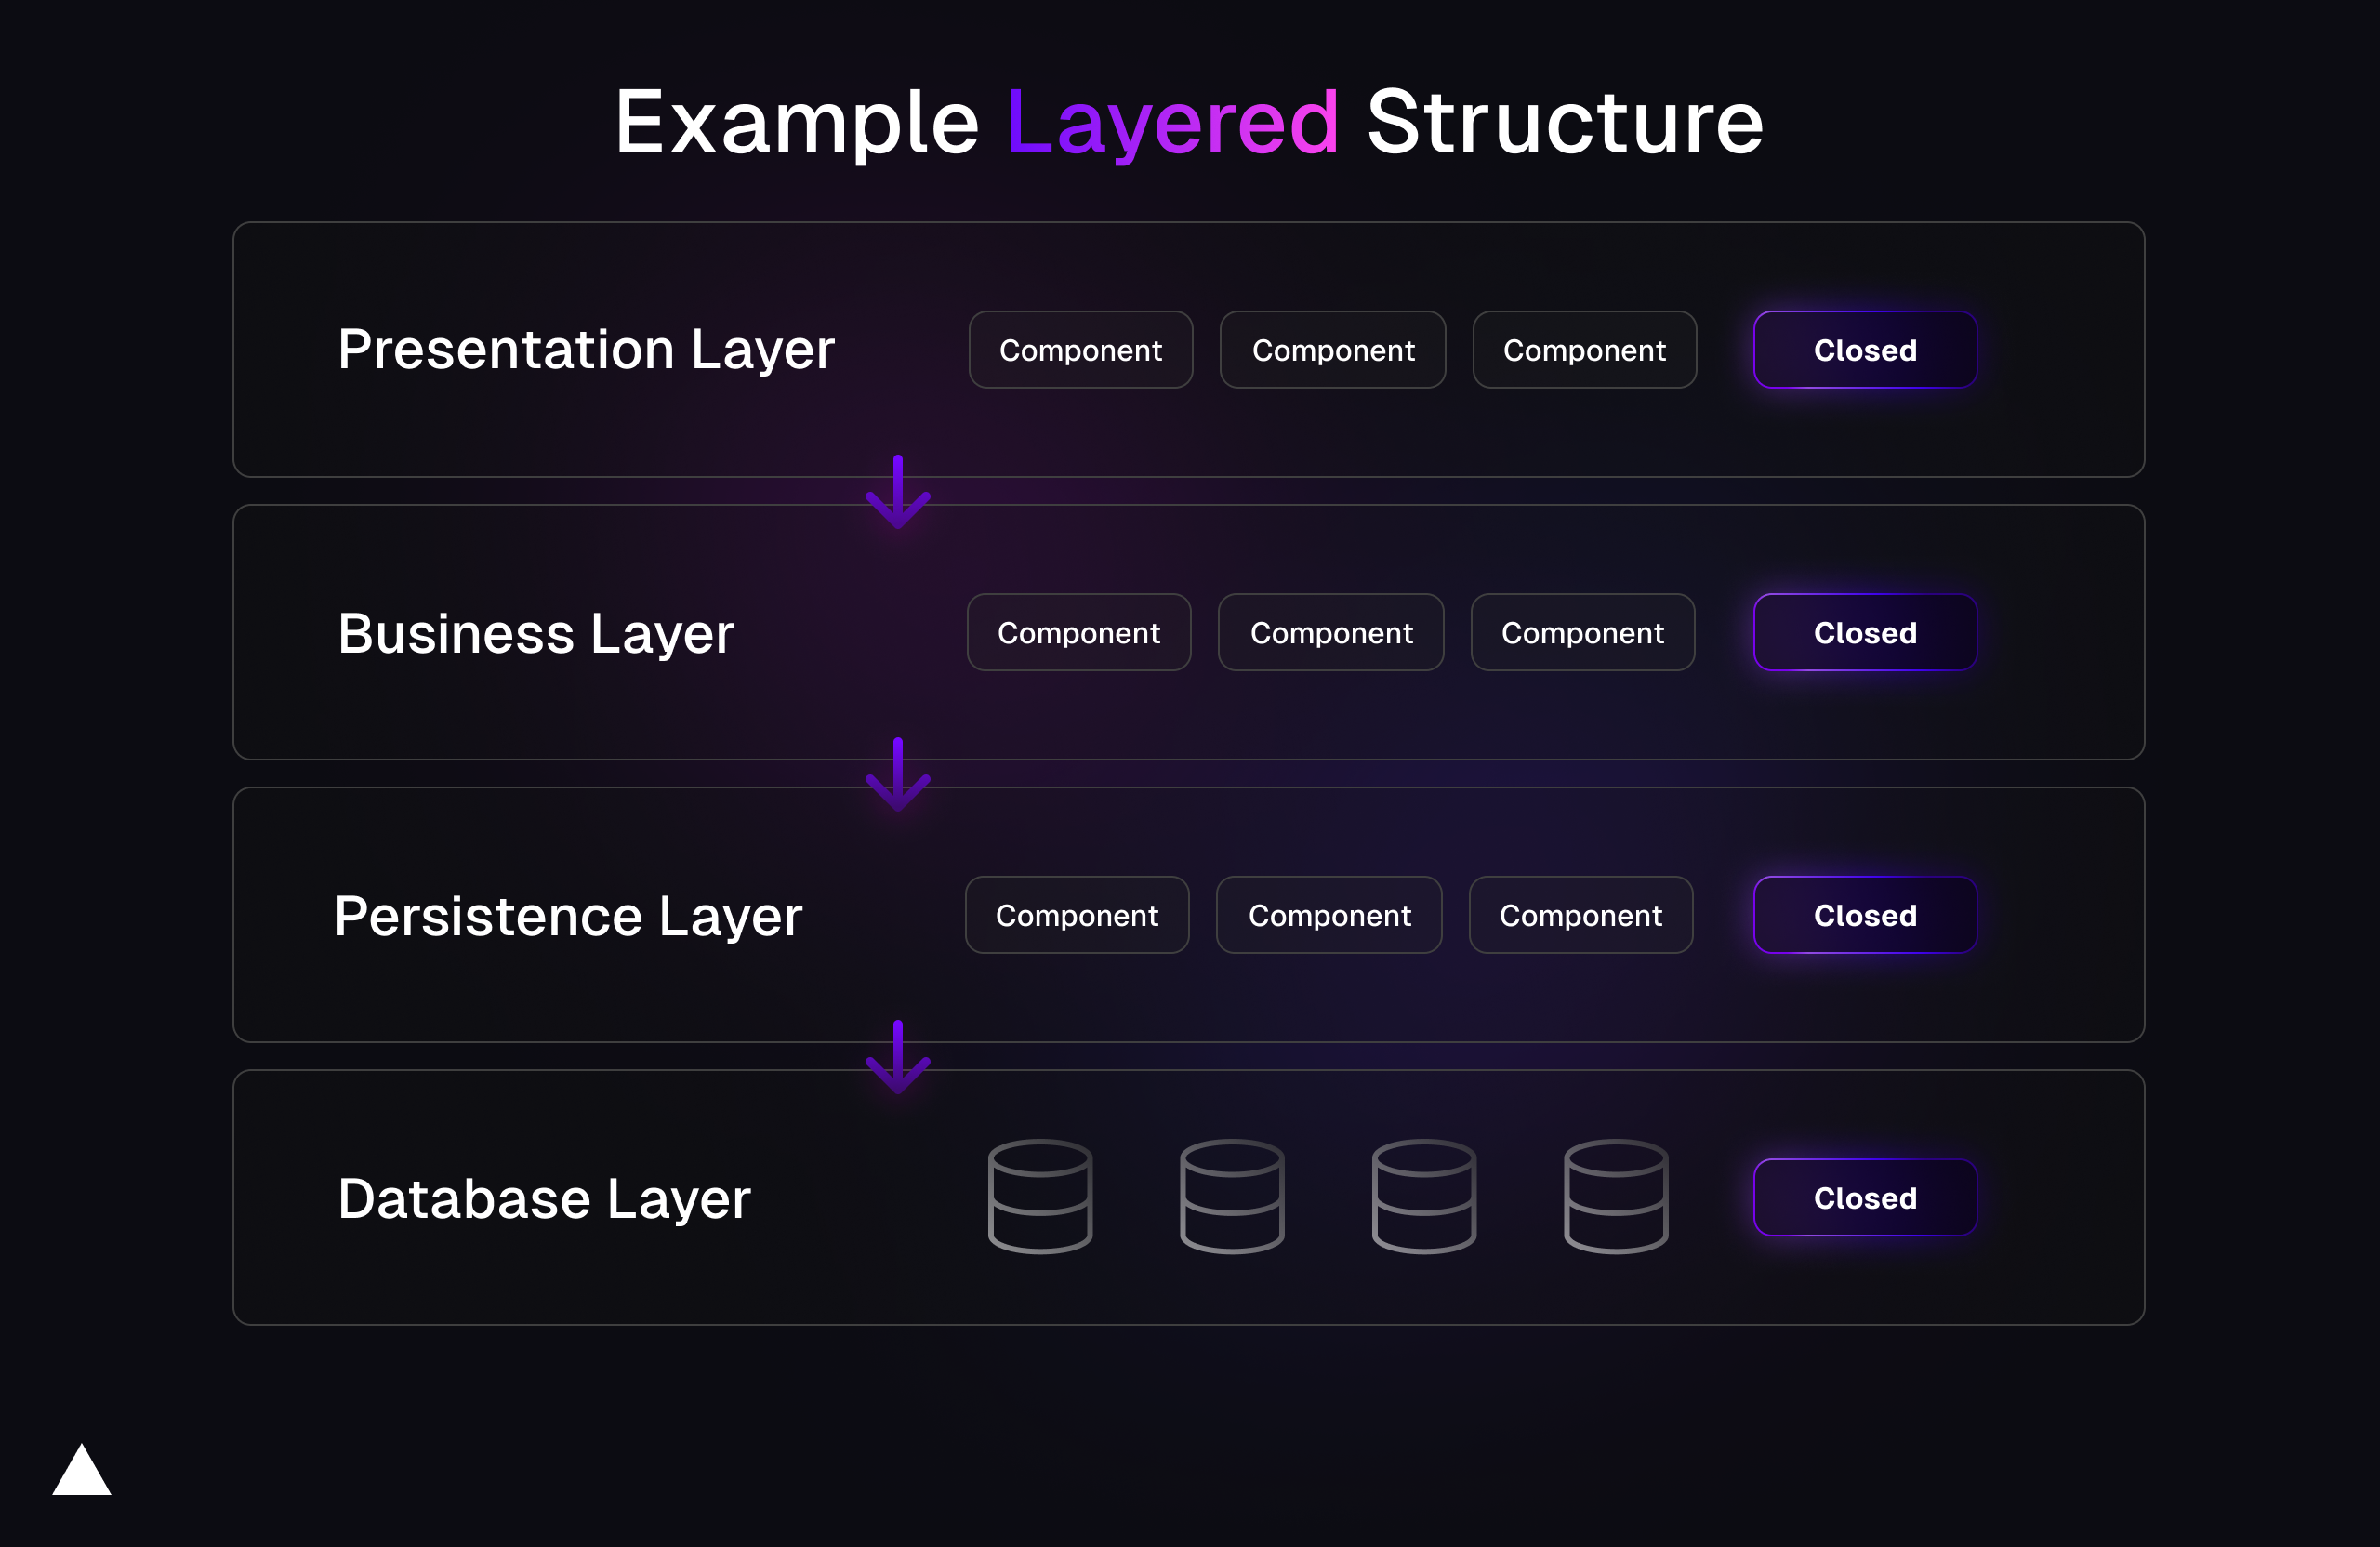 Example Layered Structure
Presentation Layer
Component
Component
Component
Closed
Business Layer
Component
Component
Component
Closed
Persistence Layer
Component
Component
Component
Closed
Database Layer
Closed